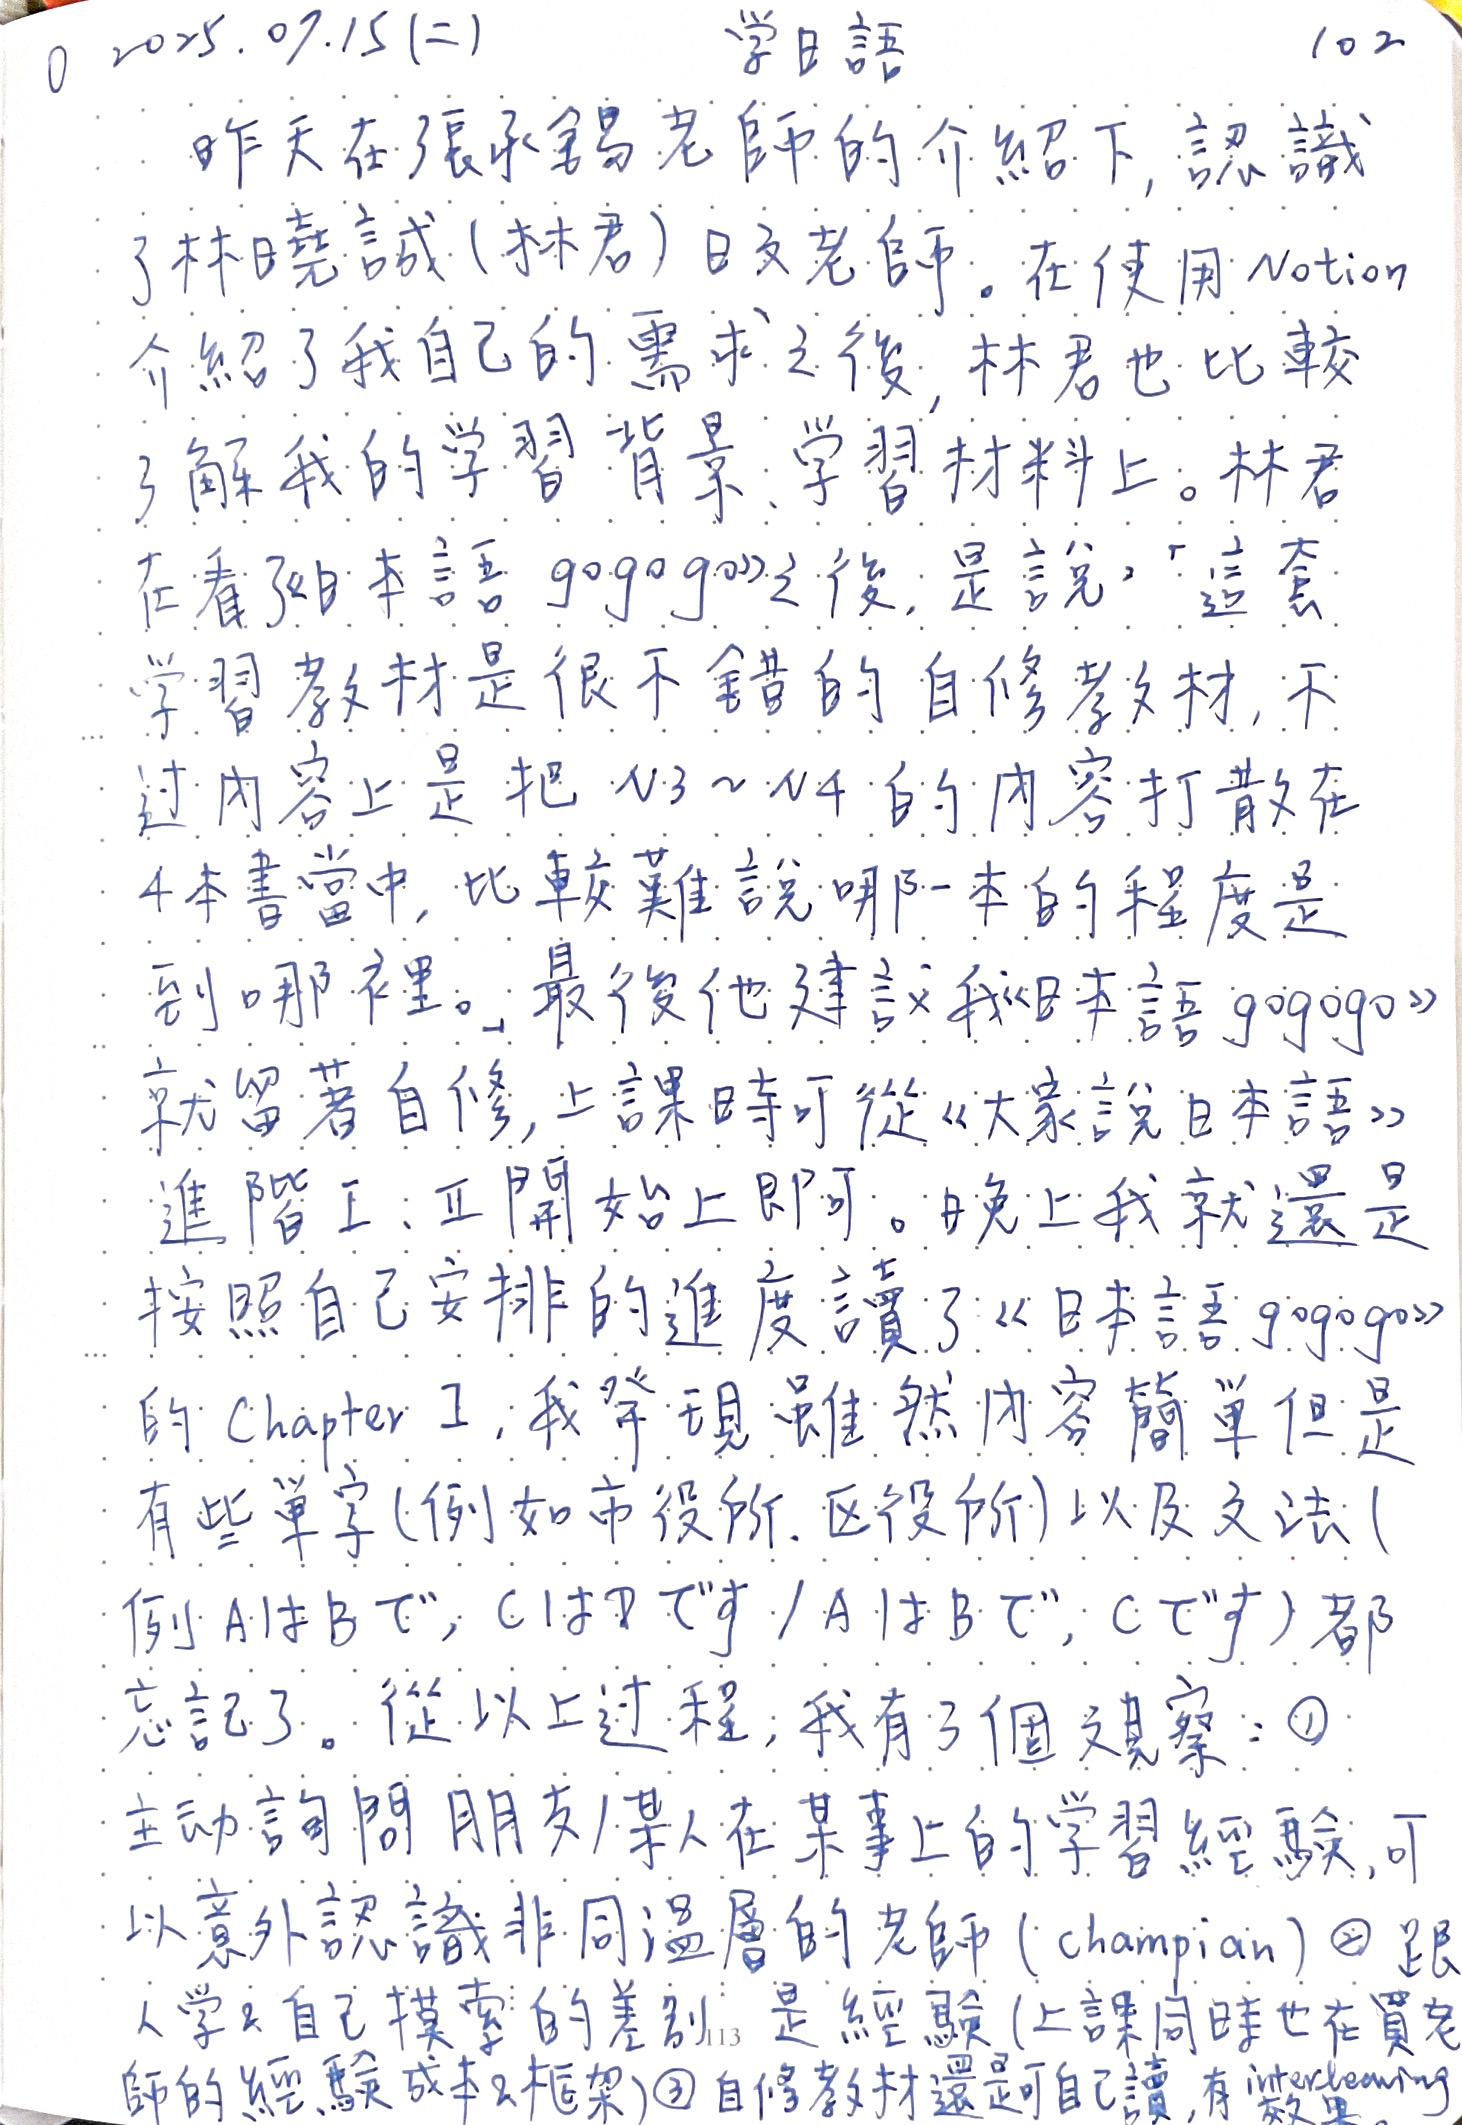 0 2025.07.15(二) 学日語 102
昨天在張承錫老師的介紹下,認識
了林曉誠(林君)日文老師。在使用Notion
介紹了我自己的需求之後,林君也比較
了解我的学習背景、学習材料上。林君
在看了《日本語gogogo》之後,是說,「這套
学習教材是很不錯的自修教材,不
过內容上是把N3~N4的內容打散在
4本書當中,比較難說哪一本的程度是
到哪裡。」最後他建議我《日本語gogogo》
就留著自修,上課時可從《大家說日本語》
進階I、II開始上即可。晚上我就還是
按照自己安排的進度讀了《日本語gogogo》
的Chapter I,我發現雖然內容簡單但是
有些單字(例如市役所.区役所)以及文法(
例AはBで,CはDです/AはBで,Cです)都
忘記了。從以上过程,我有3個觀察:①
主动詢問朋友/某人在某事上的学習經驗,可
以意外認識非同溫層的老師(champian)②跟
人学&自己摸索的差別 是經驗(上課同時也在買老
師的經驗成本&框架)③自修教材還是可自己讀,有interleaving
效果
113